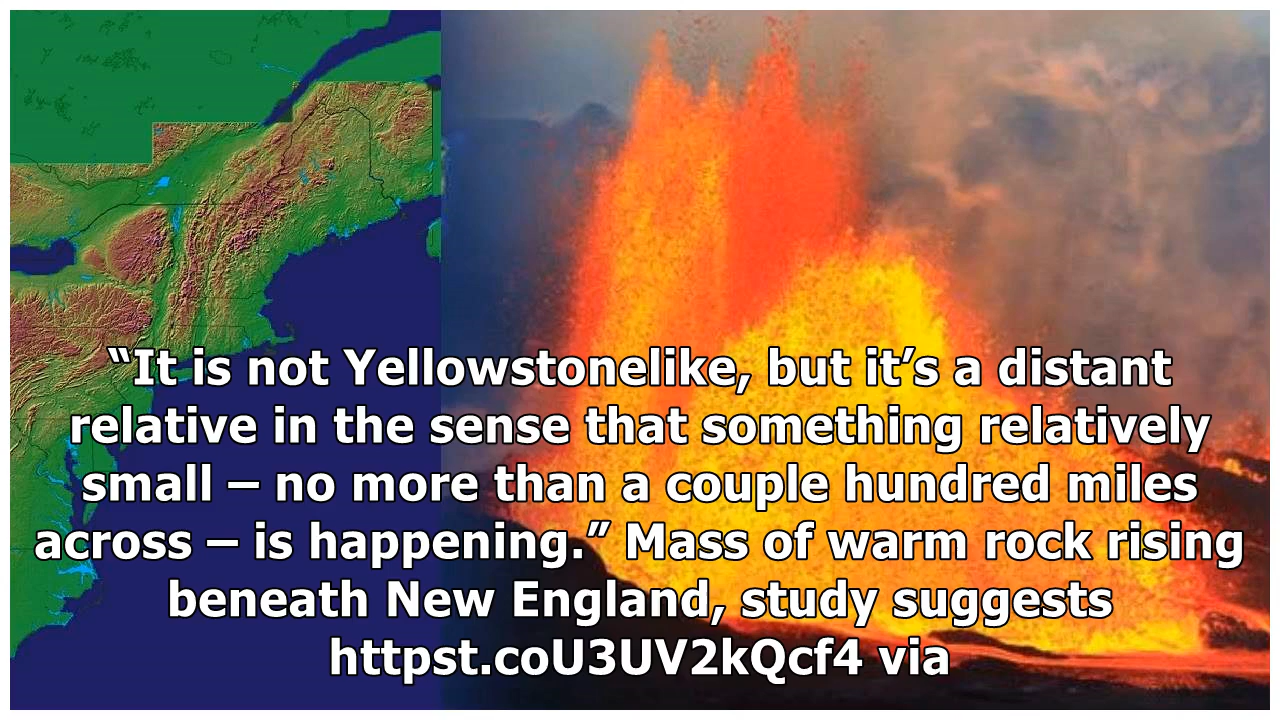 “It is not Yellowstonelike, but it’s a distant
relative in the sense that something relatively
small – no more than a couple hundred miles
across – is happening.” Mass of warm rock rising
beneath New England, study suggests
httpst.coU3UV2kQcf4 via